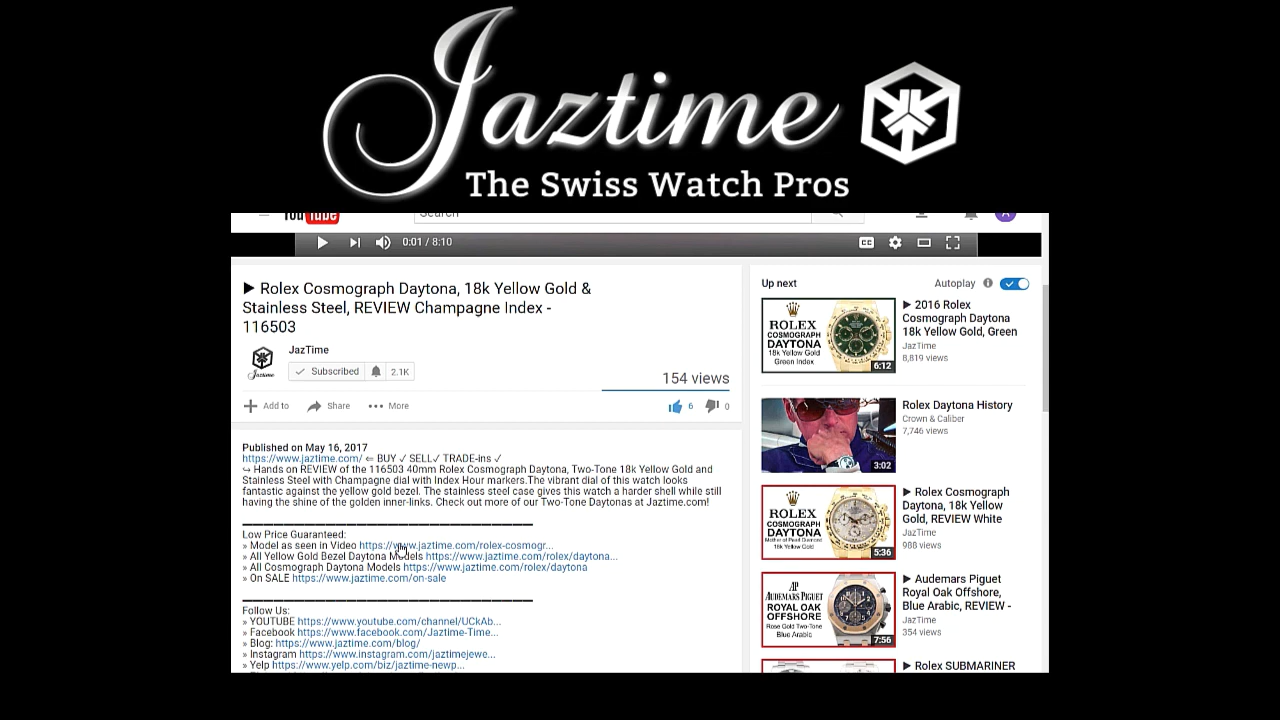 Jaztime
The Swiss Watch Pros
YouTube
Search
0:01 / 8:10
CC
▶ Rolex Cosmograph Daytona, 18k Yellow Gold &
Stainless Steel, REVIEW Champagne Index -
116503
JazTime
Jaztime
✓ Subscribed 2.1K
154 views
Add to Share More
6 0
Published on May 16, 2017
https://www.jaztime.com/ ⇐ BUY ✓ SELL✓ TRADE-ins ✓
↪ Hands on REVIEW of the 116503 40mm Rolex Cosmograph Daytona, Two-Tone 18k Yellow Gold and
Stainless Steel with Champagne dial with Index Hour markers.The vibrant dial of this watch looks
fantastic against the yellow gold bezel. The stainless steel case gives this watch a harder shell while still
having the shine of the golden inner-links. Check out more of our Two-Tone Daytonas at Jaztime.com!
Low Price Guaranteed:
» Model as seen in Video https://www.jaztime.com/rolex-cosmogr...
» All Yellow Gold Bezel Daytona Models https://www.jaztime.com/rolex/daytona...
» All Cosmograph Daytona Models https://www.jaztime.com/rolex/daytona
» On SALE https://www.jaztime.com/on-sale
Follow Us:
» YOUTUBE https://www.youtube.com/channel/UCkAb...
» Facebook https://www.facebook.com/Jaztime-Time...
» Blog: https://www.jaztime.com/blog/
» Instagram https://www.instagram.com/jaztimejewe...
» Yelp https://www.yelp.com/biz/jaztime-newp...
Up next Autoplay
ROLEX
COSMOGRAPH
DAYTONA
18k Yellow Gold
Green Index
6:12
▶ 2016 Rolex
Cosmograph Daytona
18k Yellow Gold, Green
JazTime
8,819 views
3:02
Rolex Daytona History
Crown & Caliber
7,746 views
ROLEX
COSMOGRAPH
DAYTONA
Mother of Pearl Diamond
18k Yellow Gold
5:36
▶ Rolex Cosmograph
Daytona, 18k Yellow
Gold, REVIEW White
JazTime
988 views
AP
AUDEMARS PIGUET
ROYAL OAK
OFFSHORE
Rose Gold Two-Tone
Blue Arabic
7:56
▶ Audemars Piguet
Royal Oak Offshore,
Blue Arabic, REVIEW -
JazTime
354 views
▶ Rolex SUBMARINER